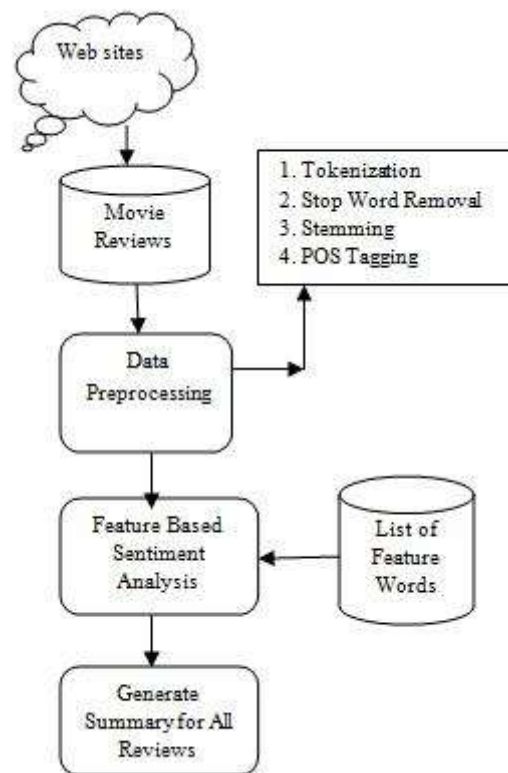 Web sites
Movie
Reviews
1. Tokenization
2. Stop Word Removal
3. Stemming
4. POS Tagging
Data
Preprocessing
Feature Based
Sentiment
Analysis
List of
Feature
Words
Generate
Summary for All
Reviews